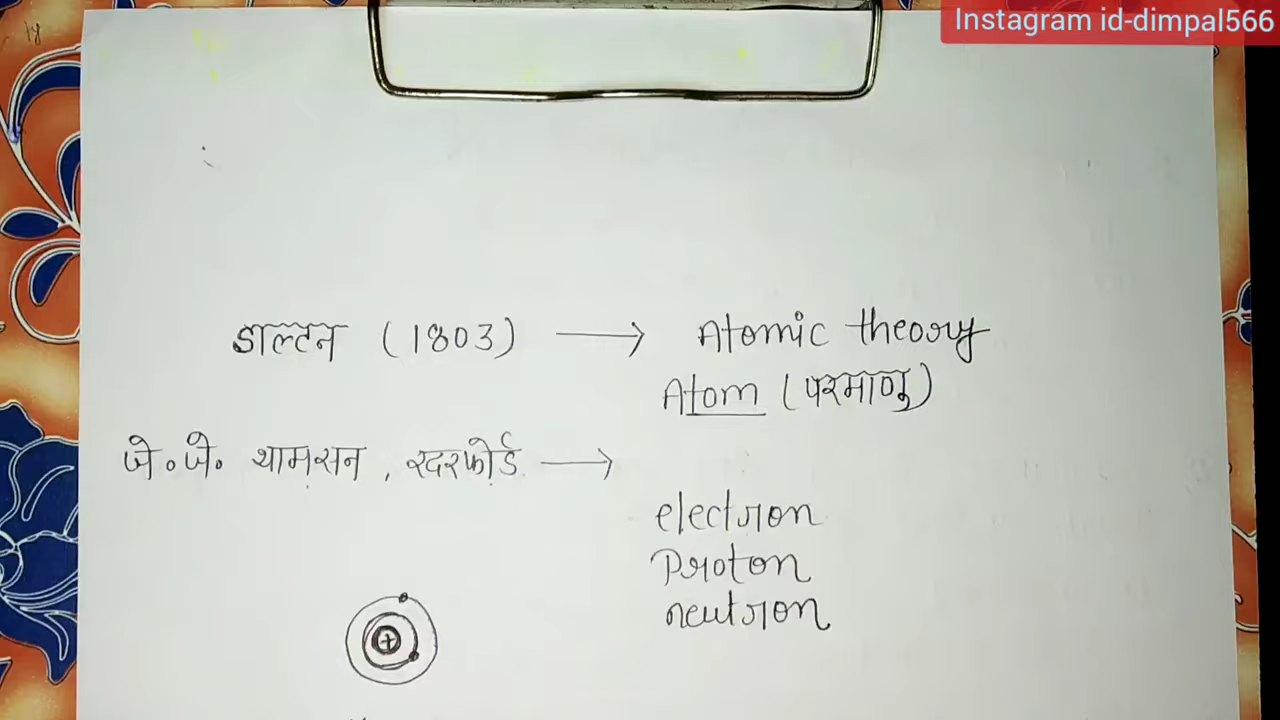 Instagram id-dimpal566
डाल्टन (1803) ⟶ Atomic theory
Atom (परमाणु)
जे॰जे॰ थामसन , रदरफोर्ड ⟶
electron
Proton
neutron
+